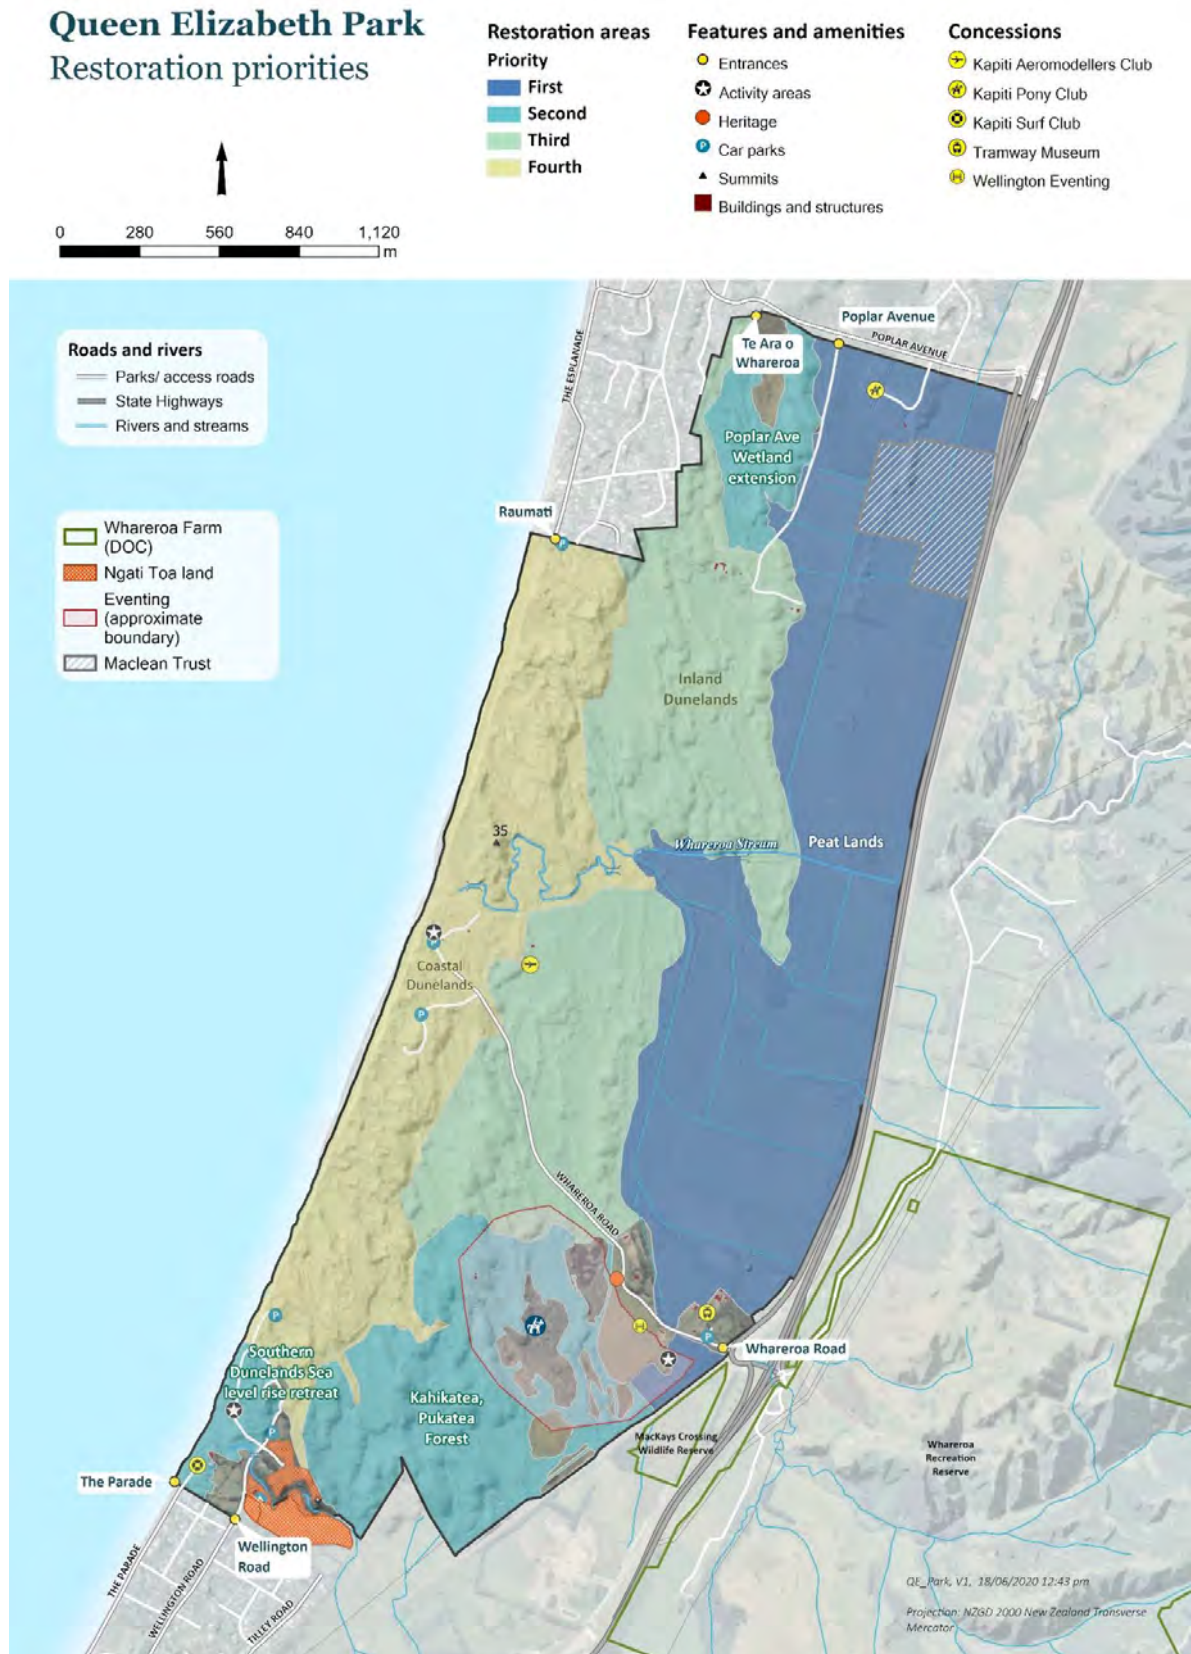 Queen Elizabeth Park
Restoration priorities
0 280 560 840 1,120
m
Restoration areas
Priority
First
Second
Third
Fourth
Features and amenities
Entrances
Activity areas
Heritage
P Car parks
Summits
Buildings and structures
Concessions
Kapiti Aeromodellers Club
Kapiti Pony Club
Kapiti Surf Club
Tramway Museum
Wellington Eventing
Roads and rivers
Parks/ access roads
State Highways
Rivers and streams
Whareroa Farm
(DOC)
Ngati Toa land
Eventing
(approximate
boundary)
Maclean Trust
THE ESPLANADE
Te Ara o
Whareroa
Poplar Avenue
POPLAR AVENUE
Poplar Ave
Wetland
extension
Raumati
P
Inland
Dunelands
35
Whareroa Stream
Peat Lands
P
Coastal
Dunelands
P
WHAREROA ROAD
P
P
Whareroa Road
Southern
Dunelands Sea
level rise retreat
P
Kahikatea,
Pukatea
Forest
MacKays Crossing
Wildlife Reserve
Whareroa
Recreation
Reserve
The Parade
Wellington
Road
THE PARADE
WELLINGTON ROAD
TILLEY ROAD
QE_Park, V1, 18/06/2020 12:43 pm
Projection: NZGD 2000 New Zealand Transverse
Mercator